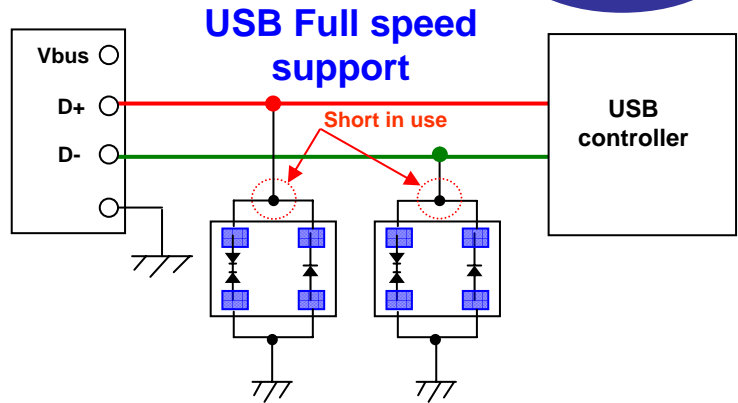 USB Full speed
support
Vbus
D+
D-
Short in use
USB
controller